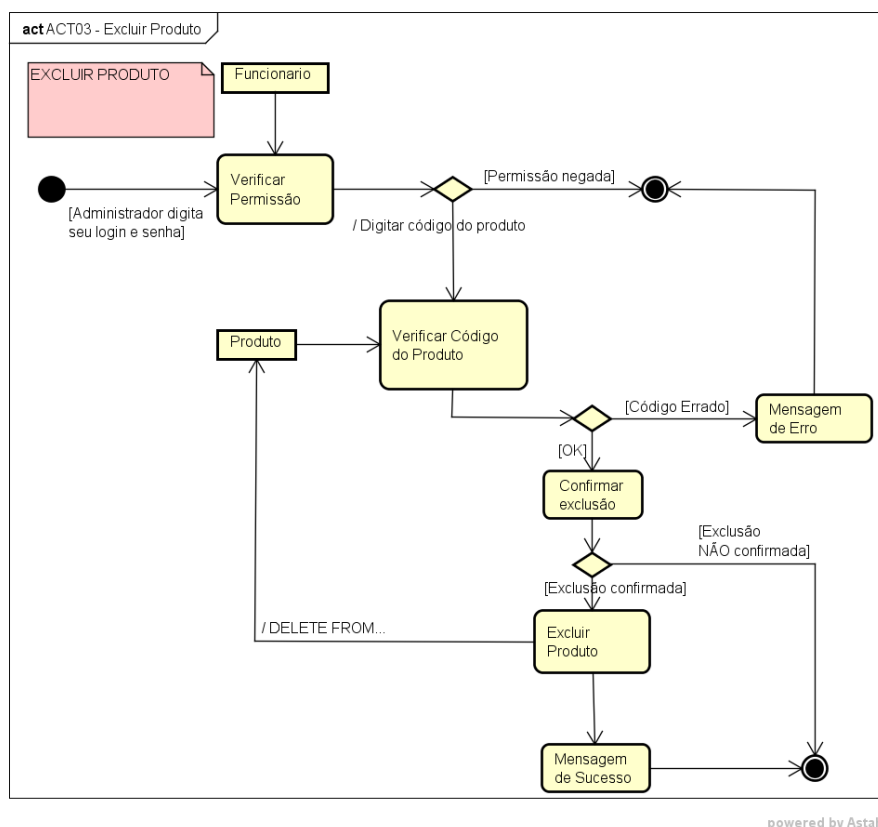 act ACT03 - Excluir Produto
EXCLUIR PRODUTO
Funcionario
Verificar
Permissão
[Permissão negada]
[Administrador digita
seu login e senha]
/ Digitar código do produto
Produto
Verificar Código
do Produto
[Código Errado]
Mensagem
de Erro
[OK]
Confirmar
exclusão
[Exclusão
NÃO confirmada]
[Exclusão confirmada]
/ DELETE FROM...
Excluir
Produto
Mensagem
de Sucesso
powered by Astah